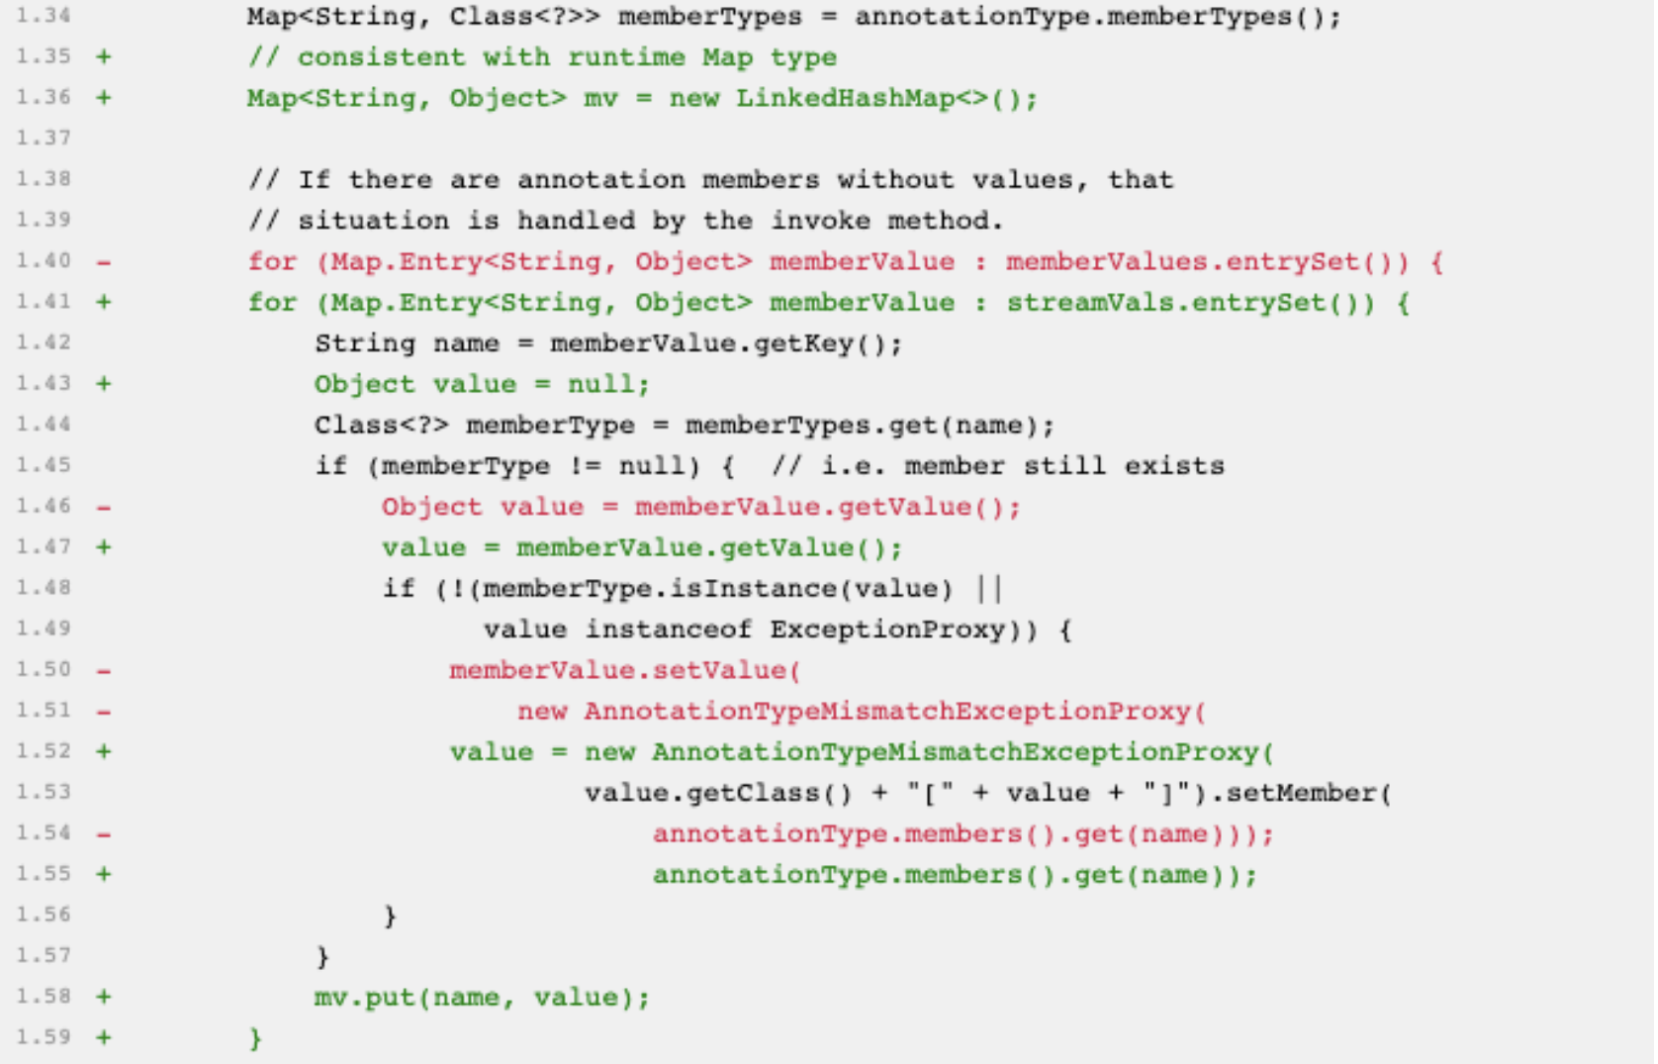 1.34 Map<String, Class<?>> memberTypes = annotationType.memberTypes();
1.35 + // consistent with runtime Map type
1.36 + Map<String, Object> mv = new LinkedHashMap<>();
1.37
1.38 // If there are annotation members without values, that
1.39 // situation is handled by the invoke method.
1.40 - for (Map.Entry<String, Object> memberValue : memberValues.entrySet()) {
1.41 + for (Map.Entry<String, Object> memberValue : streamVals.entrySet()) {
1.42 String name = memberValue.getKey();
1.43 + Object value = null;
1.44 Class<?> memberType = memberTypes.get(name);
1.45 if (memberType != null) { // i.e. member still exists
1.46 - Object value = memberValue.getValue();
1.47 + value = memberValue.getValue();
1.48 if (!(memberType.isInstance(value) ||
1.49 value instanceof ExceptionProxy)) {
1.50 - memberValue.setValue(
1.51 - new AnnotationTypeMismatchExceptionProxy(
1.52 + value = new AnnotationTypeMismatchExceptionProxy(
1.53 value.getClass() + "[" + value + "]").setMember(
1.54 - annotationType.members().get(name)));
1.55 + annotationType.members().get(name));
1.56 }
1.57 }
1.58 + mv.put(name, value);
1.59 + }